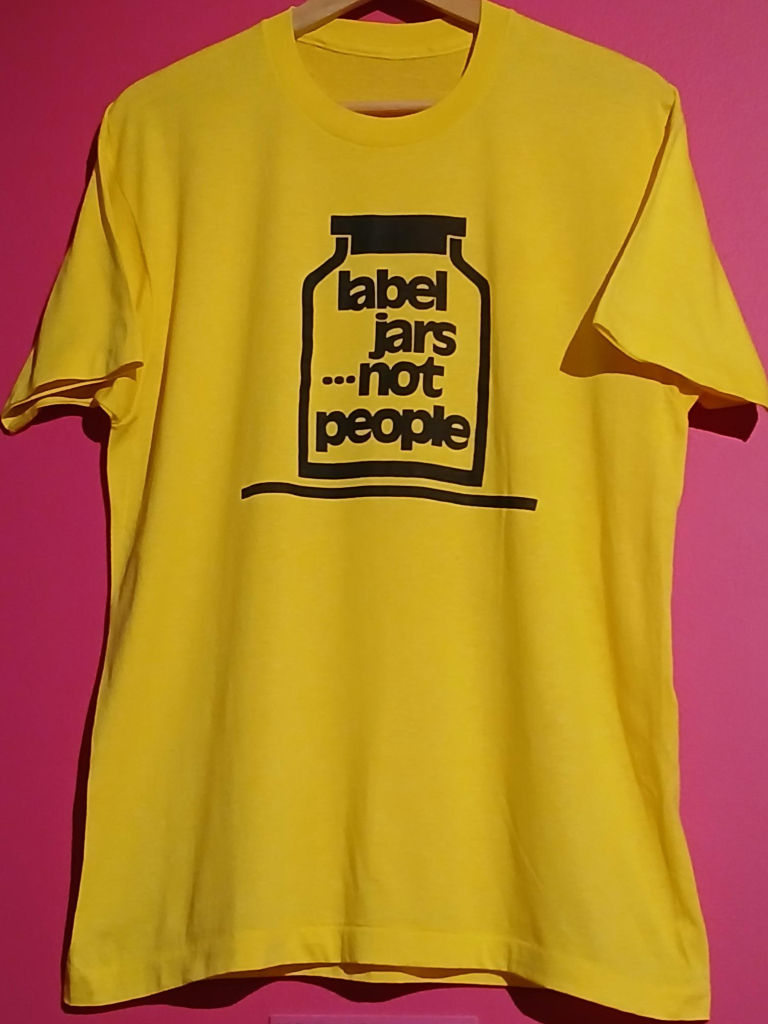 label
jars
...not
people